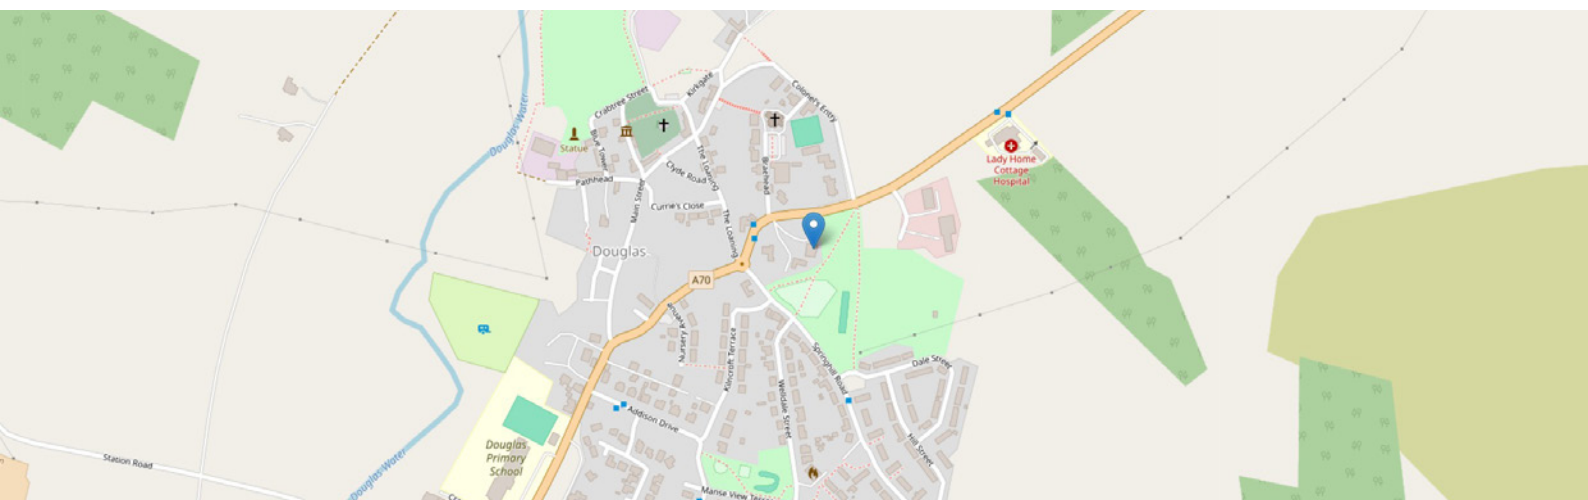 Douglas Water
Crabtree Street
Kirkgate
Colonel's Entry
Statue
Blue Tower
The Loaning
Clyde Road
Braehead
Lady Home
Cottage
Hospital
Pathhead
Main Street
Currie's Close
The Loaning
Douglas
A70
Nursery Avenue
Kilncroft Terrace
Springhill Road
Dale Street
Welldale Street
Addison Drive
Hill Street
Douglas
Primary
School
Station Road
Douglas Water
Manse View